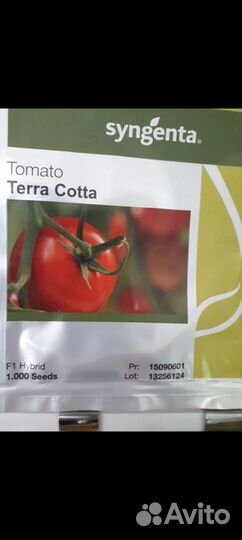 syngenta®
Tomato
Terra Cotta
F1 Hybrid Pr: 15090601
1.000 Seeds Lot: 13256124
Avito